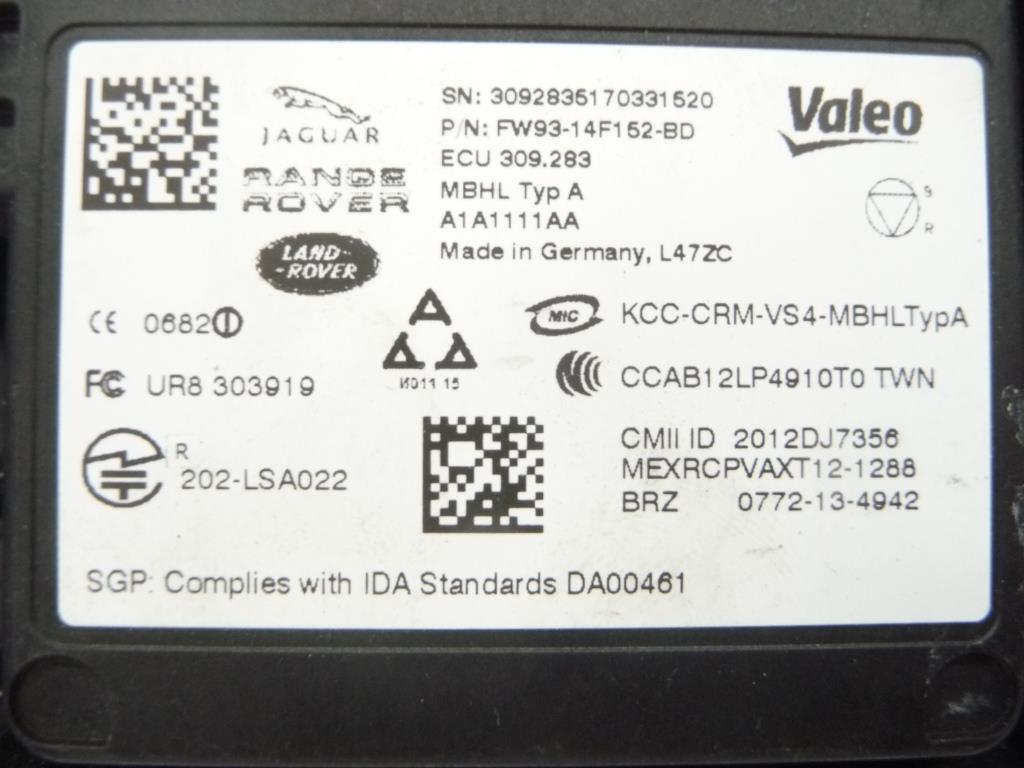 JAGUAR
RANGE
ROVER
LAND-
-ROVER
SN: 3092835170331520
P/N: FW93-14F152-BD
ECU 309.283
MBHL Typ A
A1A1111AA
Made in Germany, L47ZC
Valeo
S
R
CE 0682
FC UR8 303919
R
202-LSA022
И011 15
MIC KCC-CRM-VS4-MBHLTypA
CCAB12LP4910T0 TWN
CMII ID 2012DJ7356
MEXRCPVAXT12-1288
BRZ 0772-13-4942
SGP: Complies with IDA Standards DA00461